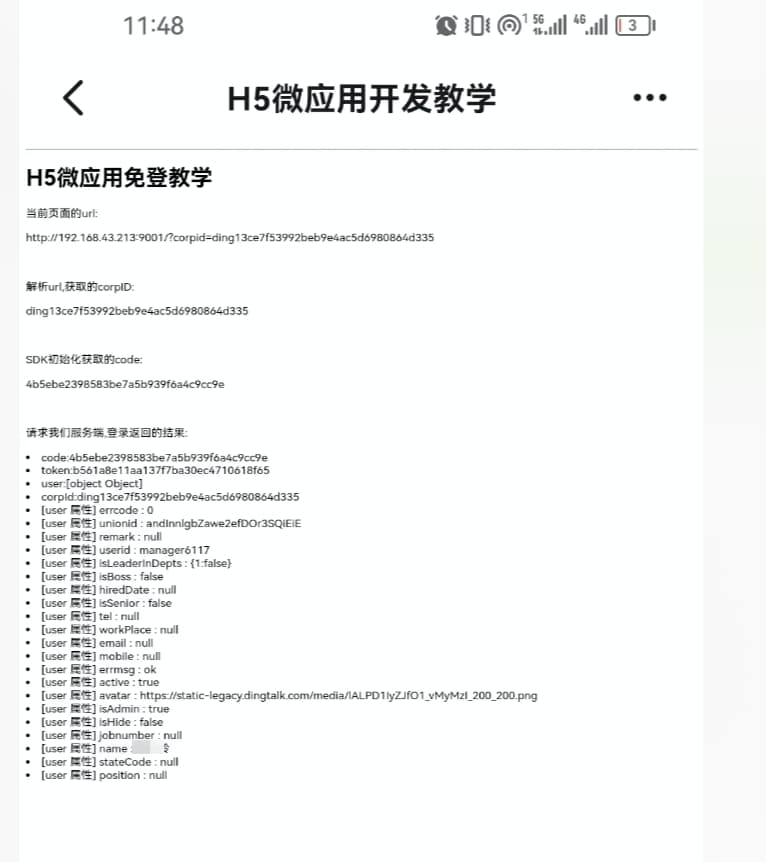 11:48
1 5G 4G 3
H5微应用开发教学
H5微应用免登教学
当前页面的url:
http://192.168.43.213:9001/?corpid=ding13ce7f53992beb9e4ac5d6980864d335
解析url,获取的corpID:
ding13ce7f53992beb9e4ac5d6980864d335
SDK初始化获取的code:
4b5ebe2398583be7a5b939f6a4c9cc9e
请求我们服务端,登录返回的结果:
• code:4b5ebe2398583be7a5b939f6a4c9cc9e
• token:b561a8e11aa137f7ba30ec4710618f65
• user:[object Object]
• corpId:ding13ce7f53992beb9e4ac5d6980864d335
• [user 属性] errcode : 0
• [user 属性] unionid : andInnlgbZawe2efDOr3SQiEiE
• [user 属性] remark : null
• [user 属性] userid : manager6117
• [user 属性] isLeaderInDepts : {1:false}
• [user 属性] isBoss : false
• [user 属性] hiredDate : null
• [user 属性] isSenior : false
• [user 属性] tel : null
• [user 属性] workPlace : null
• [user 属性] email : null
• [user 属性] mobile : null
• [user 属性] errmsg : ok
• [user 属性] active : true
• [user 属性] avatar : https://static-legacy.dingtalk.com/media/lALPD1IyZJfO1_vMyMzI_200_200.png
• [user 属性] isAdmin : true
• [user 属性] isHide : false
• [user 属性] jobnumber : null
• [user 属性] name :
• [user 属性] stateCode : null
• [user 属性] position : null